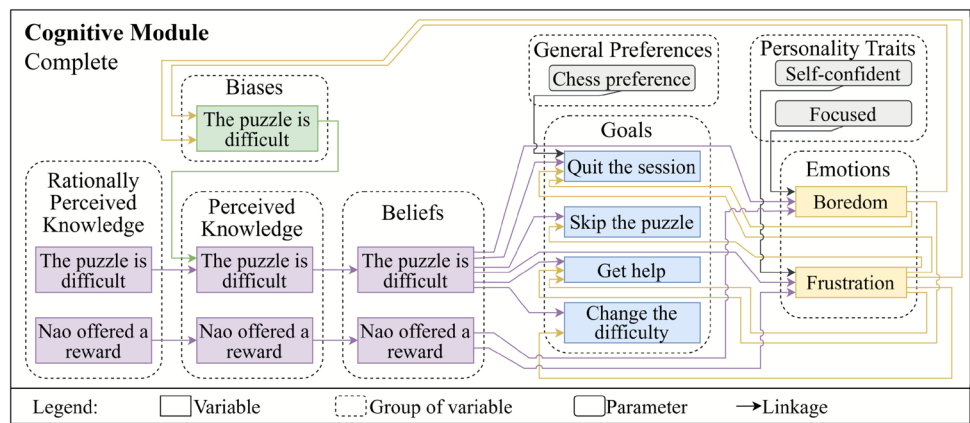 Cognitive Module
Complete
Biases
The puzzle is
difficult
General Preferences
Chess preference
Personality Traits
Self-confident
Focused
Rationally
Perceived
Knowledge
The puzzle is
difficult
Nao offered a
reward
Perceived
Knowledge
The puzzle is
difficult
Nao offered a
reward
Beliefs
The puzzle is
difficult
Nao offered a
reward
Goals
Quit the session
Skip the puzzle
Get help
Change the
difficulty
Emotions
Boredom
Frustration
Legend:
Variable
Group of variable
Parameter
Linkage